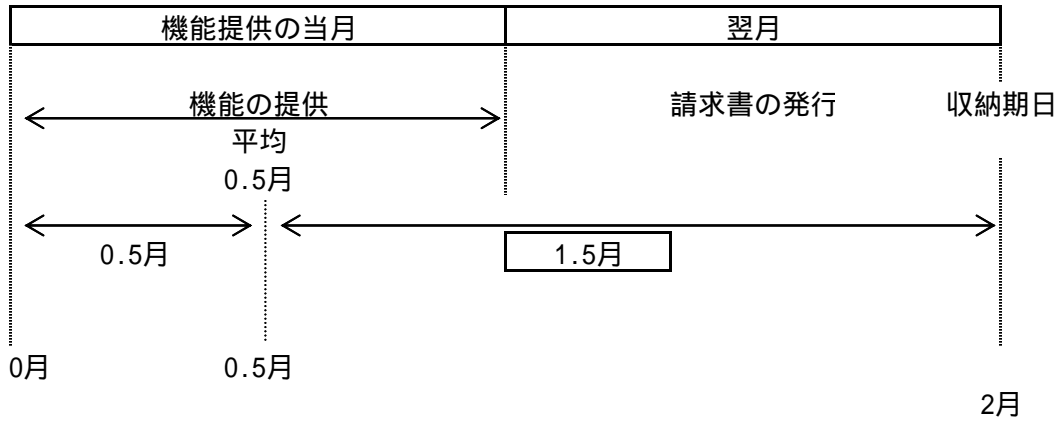 機能提供の当月 翌月
機能の提供 請求書の発行 収納期日
平均
0.5月
0.5月 1.5月
0月 0.5月
2月